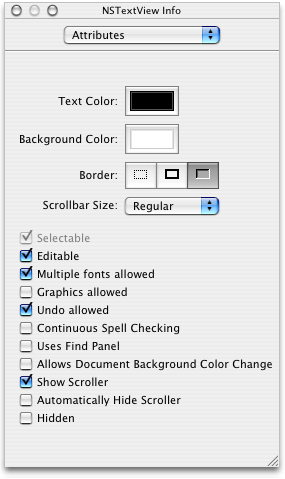 NSTextView Info
Attributes
Text Color:
Background Color:
Border:
Scrollbar Size: Regular
Selectable
Editable
Multiple fonts allowed
Graphics allowed
Undo allowed
Continuous Spell Checking
Uses Find Panel
Allows Document Background Color Change
Show Scroller
Automatically Hide Scroller
Hidden